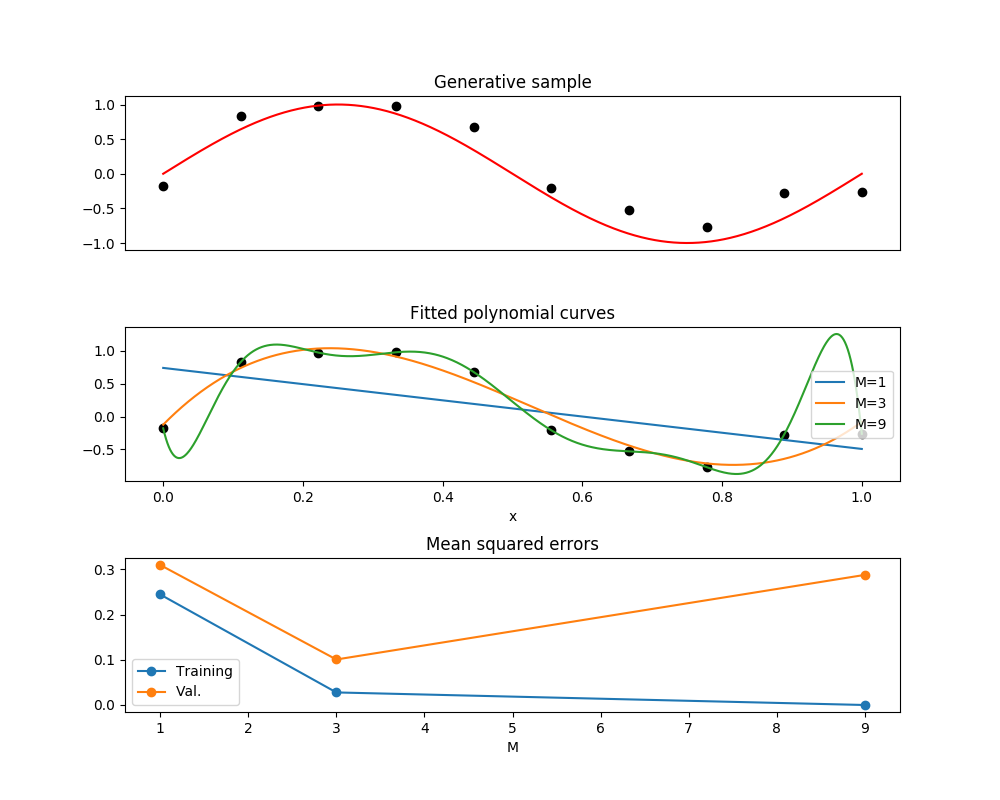 Generative sample
1.0
0.5
0.0
−0.5
−1.0
Fitted polynomial curves
1.0
0.5
0.0
−0.5
M=1
M=3
M=9
0.0 0.2 0.4 0.6 0.8 1.0
x
Mean squared errors
0.3
0.2
0.1
0.0
Training
Val.
1 2 3 4 5 6 7 8 9
M